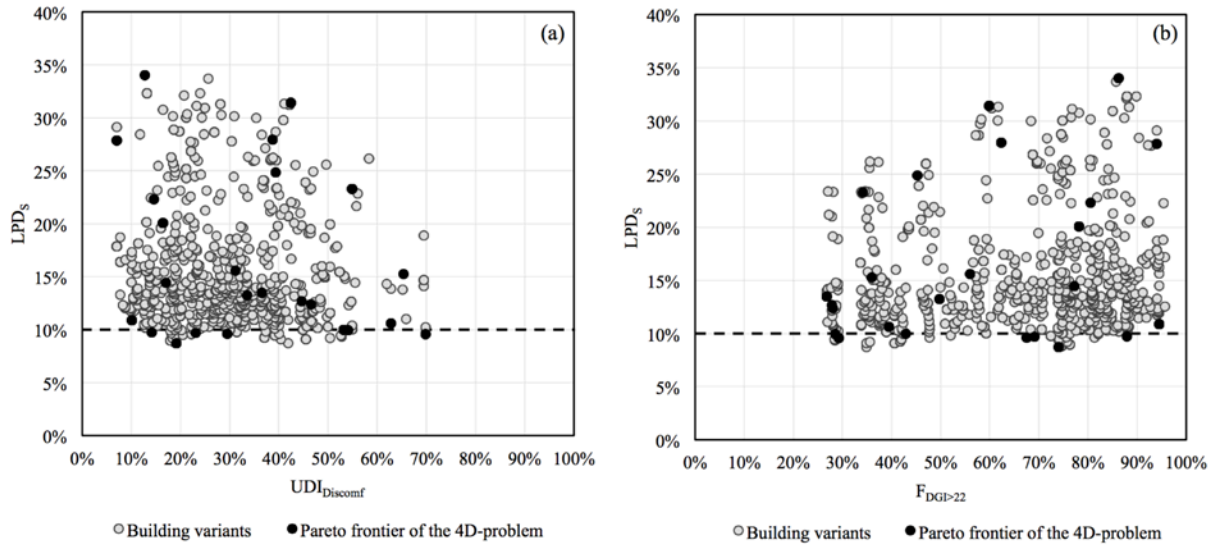 (a)
40%
35%
30%
25%
20%
15%
10%
5%
0%
LPDS
0% 10% 20% 30% 40% 50% 60% 70% 80% 90% 100%
UDIDiscomf
Building variants Pareto frontier of the 4D-problem
(b)
40%
35%
30%
25%
20%
15%
10%
5%
0%
LPDS
0% 10% 20% 30% 40% 50% 60% 70% 80% 90% 100%
FDGI>22
Building variants Pareto frontier of the 4D-problem